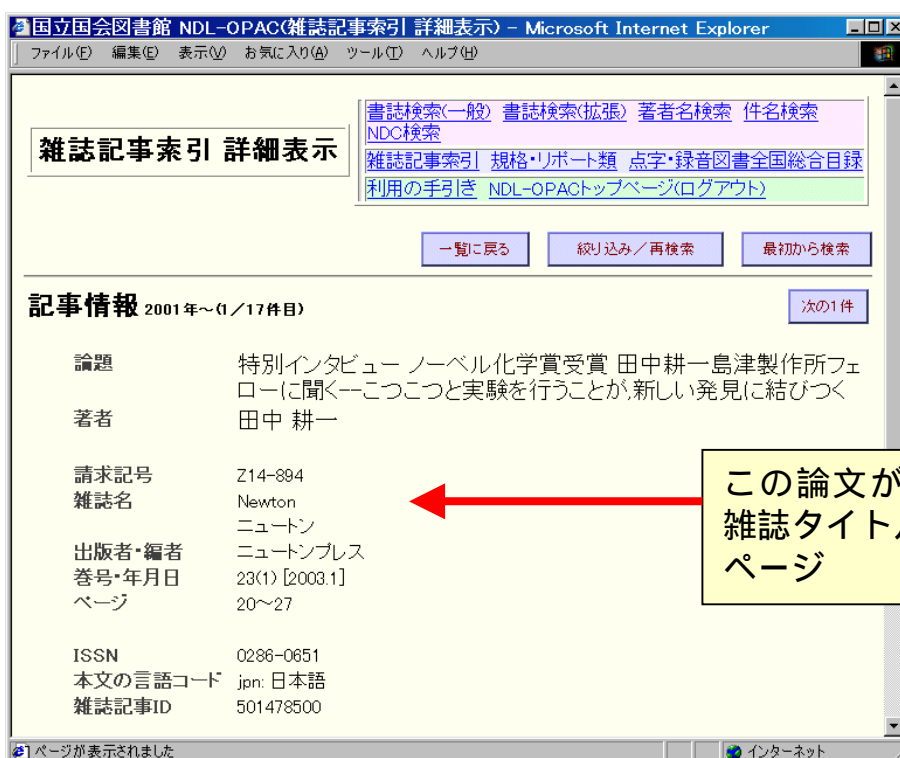 国立国会図書館 NDL-OPAC(雑誌記事索引 詳細表示) - Microsoft Internet Explorer
ファイル(F) 編集(E) 表示(V) お気に入り(A) ツール(T) ヘルプ(H)
雑誌記事索引 詳細表示
書誌検索(一般) 書誌検索(拡張) 著者名検索 件名検索
NDC検索
雑誌記事索引 規格・リポート類 点字・録音図書全国総合目録
利用の手引き NDL-OPACトップページ(ログアウト)
一覧に戻る 絞り込み／再検索 最初から検索
記事情報 2001年～(1／17件目) 次の1件
論題 特別インタビュー ノーベル化学賞受賞 田中耕一島津製作所フェ
ローに聞く--こつこつと実験を行うことが,新しい発見に結びつく
著者 田中 耕一
請求記号 Z14-894
雑誌名 Newton
ニュートン
出版者・編者 ニュートンプレス
巻号・年月日 23(1) [2003.1]
ページ 20～27
ISSN 0286-0651
本文の言語コード jpn: 日本語
雑誌記事ID 501478500
この論文が
雑誌タイト
ページ
ページが表示されました インターネット